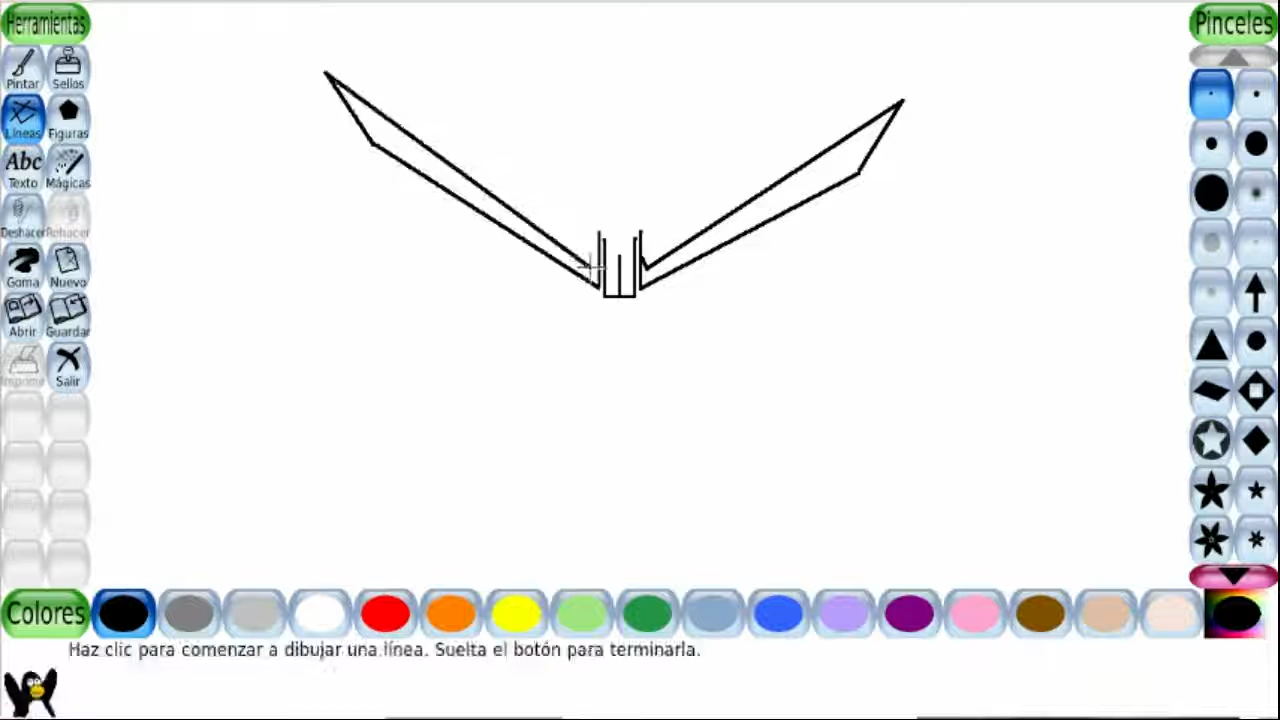 Herramientas
Pinceles
Pintar
Sellos
Líneas
Figuras
Abc
Texto
Mágicas
Deshacer
Rehacer
Goma
Nuevo
Abrir
Guardar
Imprimir
Salir
Colores
Haz clic para comenzar a dibujar una línea. Suelta el botón para terminarla.